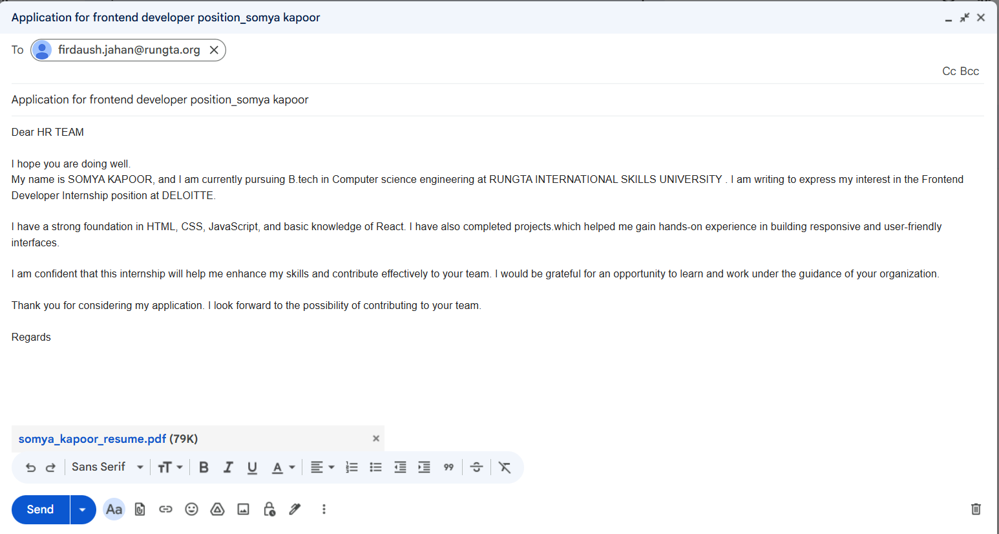 Application for frontend developer position_somya kapoor
To firdaush.jahan@rungta.org
Cc Bcc
Application for frontend developer position_somya kapoor
Dear HR TEAM
I hope you are doing well.
My name is SOMYA KAPOOR, and I am currently pursuing B.tech in Computer science engineering at RUNGTA INTERNATIONAL SKILLS UNIVERSITY . I am writing to express my interest in the Frontend
Developer Internship position at DELOITTE.
I have a strong foundation in HTML, CSS, JavaScript, and basic knowledge of React. I have also completed projects.which helped me gain hands-on experience in building responsive and user-friendly
interfaces.
I am confident that this internship will help me enhance my skills and contribute effectively to your team. I would be grateful for an opportunity to learn and work under the guidance of your organization.
Thank you for considering my application. I look forward to the possibility of contributing to your team.
Regards
somya_kapoor_resume.pdf (79K)
Sans Serif
Send Aa